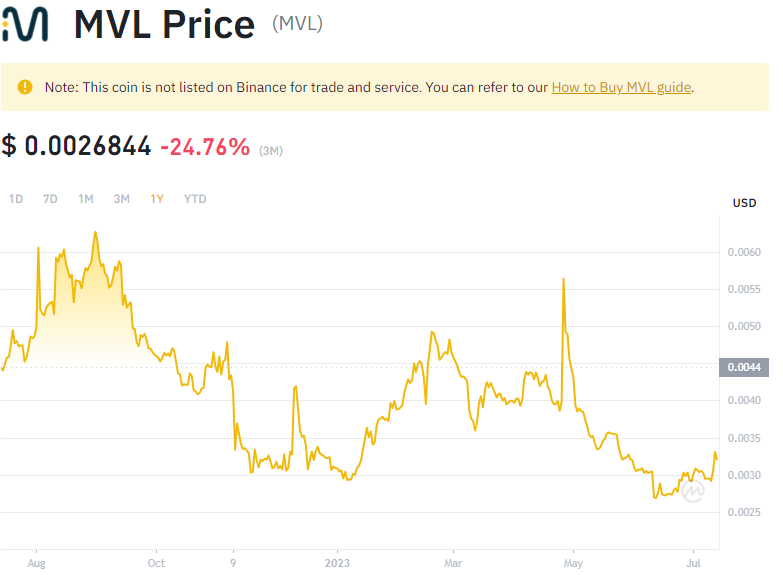 MVL Price (MVL)
Note: This coin is not listed on Binance for trade and service. You can refer to our How to Buy MVL guide.
$ 0.0026844 -24.76% (3M)
1D 7D 1M 3M 1Y YTD
USD
0.0060
0.0055
0.0050
0.0044
0.0040
0.0035
0.0030
0.0025
Aug Oct 9 2023 Mar May Jul